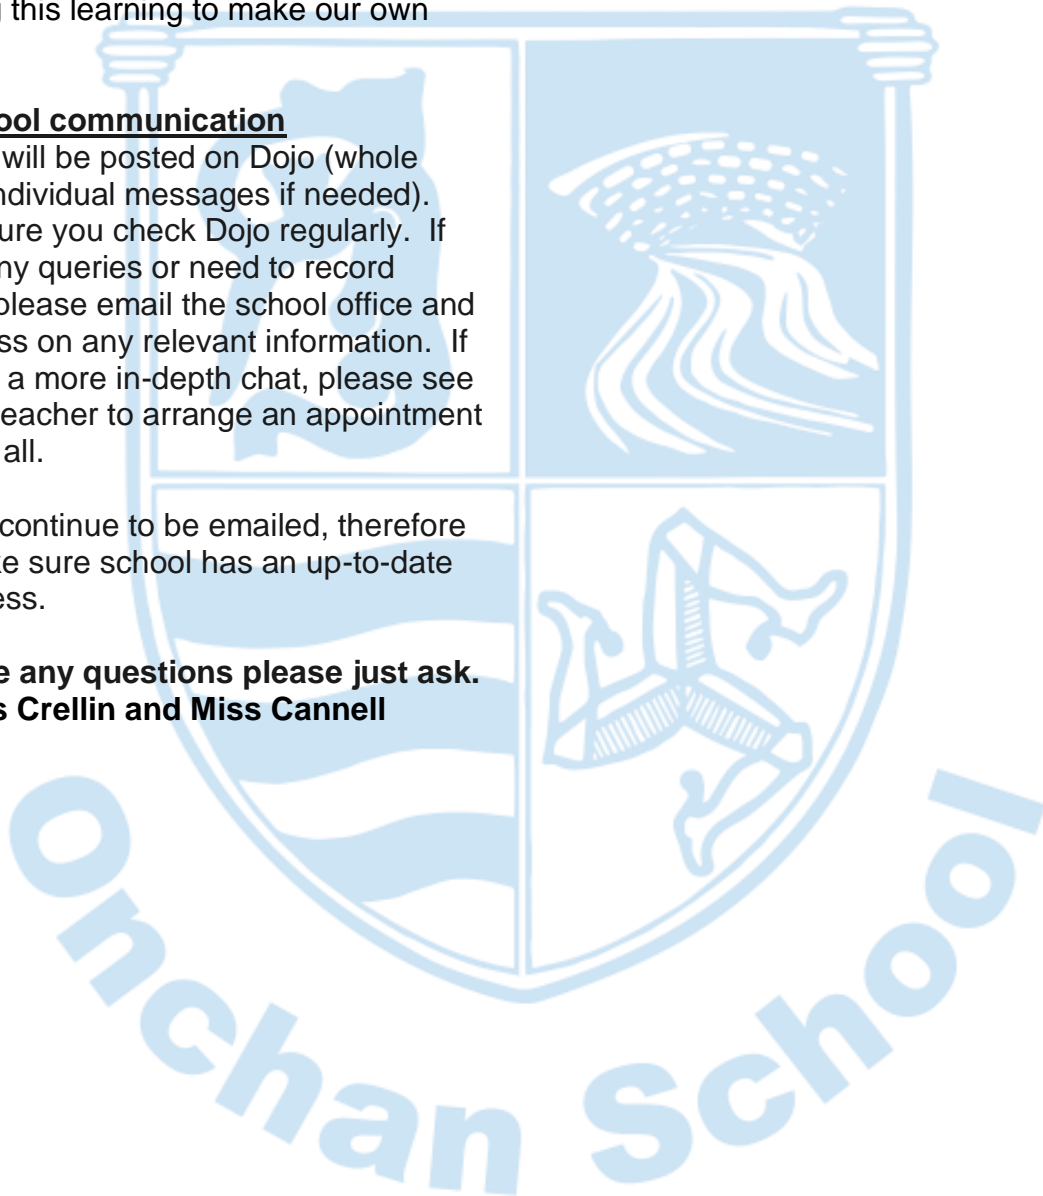 this learning to make our own
ool communication
will be posted on Dojo (whole
ndividual messages if needed).
ure you check Dojo regularly.  If
ny queries or need to record
please email the school office and
ss on any relevant information.  If
a more in-depth chat, please see
eacher to arrange an appointment
all.
continue to be emailed, therefore
ke sure school has an up-to-date
ess.
e any questions please just ask.
s Crellin and Miss Cannell
Onchan School